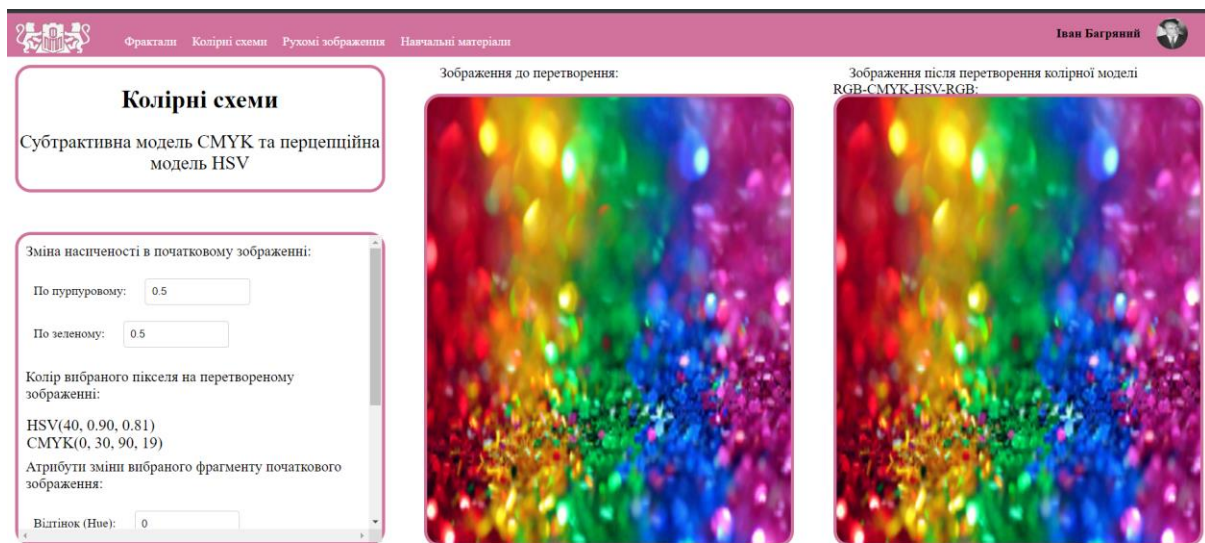 Фрактали Колірні схеми Рухомі зображення Навчальні матеріали
Іван Багряний
Колірні схеми
Субтрактивна модель CMYK та перцепційна
модель HSV
Зміна насиченості в початковому зображенні:
По пурпуровому: 0.5
По зеленому: 0.5
Колір вибраного пікселя на перетвореному
зображенні:
HSV(40, 0.90, 0.81)
CMYK(0, 30, 90, 19)
Атрибути зміни вибраного фрагменту початкового
зображення:
Відтінок (Hue): 0
Зображення до перетворення:
Зображення після перетворення колірної моделі
RGB-CMYK-HSV-RGB: